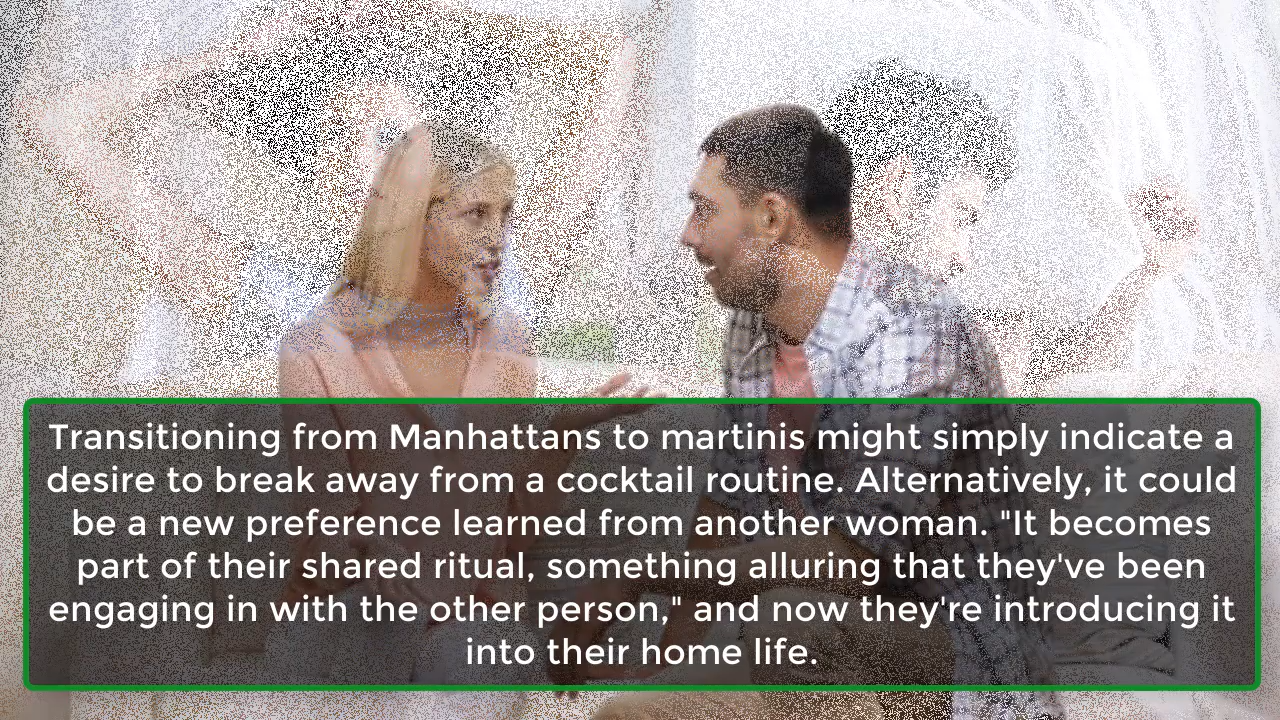 Transitioning from Manhattans to martinis might simply indicate a
desire to break away from a cocktail routine. Alternatively, it could
be a new preference learned from another woman. "It becomes
part of their shared ritual, something alluring that they've been
engaging in with the other person," and now they're introducing it
into their home life.